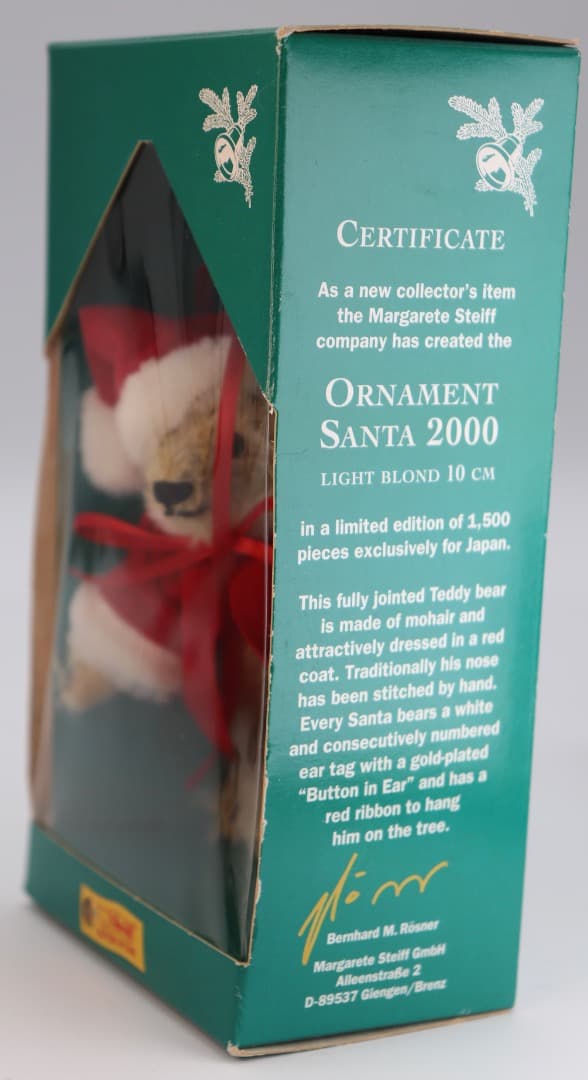 CERTIFICATE
As a new collector's item
the Margarete Steiff
company has created the
ORNAMENT
SANTA 2000
LIGHT BLOND 10 CM
in a limited edition of 1,500
pieces exclusively for Japan.
This fully jointed Teddy bear
is made of mohair and
attractively dressed in a red
coat. Traditionally his nose
has been stitched by hand.
Every Santa bears a white
and consecutively numbered
ear tag with a gold-plated
“Button in Ear” and has a
red ribbon to hang
him on the tree.
Bernhard M. Rösner
Margarete Steiff GmbH
Alleenstraße 2
D-89537 Giengen/Brenz